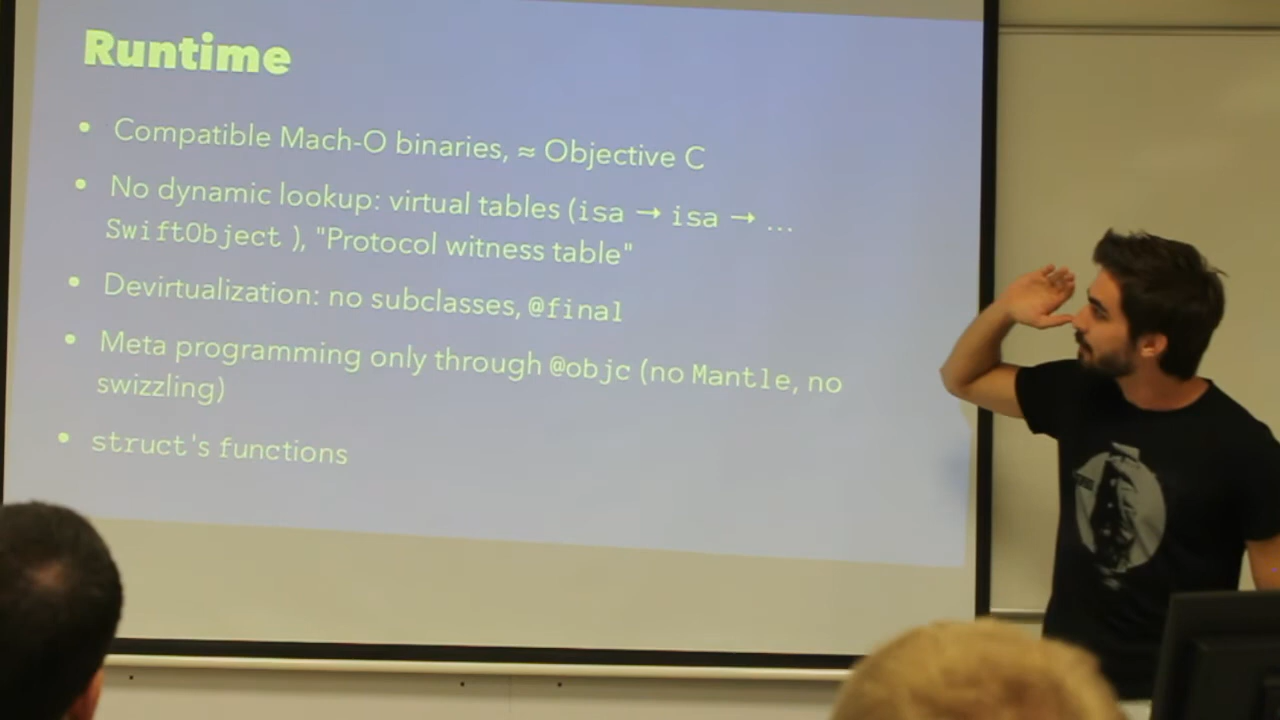 Runtime
• Compatible Mach-O binaries, ≈ Objective C
• No dynamic lookup: virtual tables (isa → isa → ...
SwiftObject ), "Protocol witness table"
• Devirtualization: no subclasses, @final
• Meta programming only through @objc (no Mantle, no
swizzling)
• struct's functions